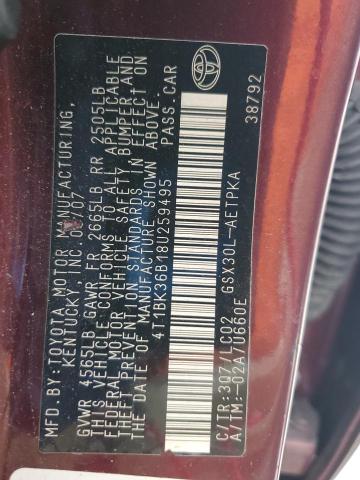 MFD. BY: TOYOTA MOTOR MANUFACTURING,
KENTUCKY, INC. 06/07
GVWR 4565LB GAWR FR 2665LB RR 2505LB
THIS VEHICLE CONFORMS TO ALL APPLICABLE
FEDERAL MOTOR VEHICLE SAFETY, BUMPER, AND
THEFT PREVENTION STANDARDS IN EFFECT ON
THE DATE OF MANUFACTURE SHOWN ABOVE.
4T1BK36B18U259495 PASS. CAR
GSX30L-AETPKA
C/TR:3Q7/LC02
A/TM:-02A/U660E
38792